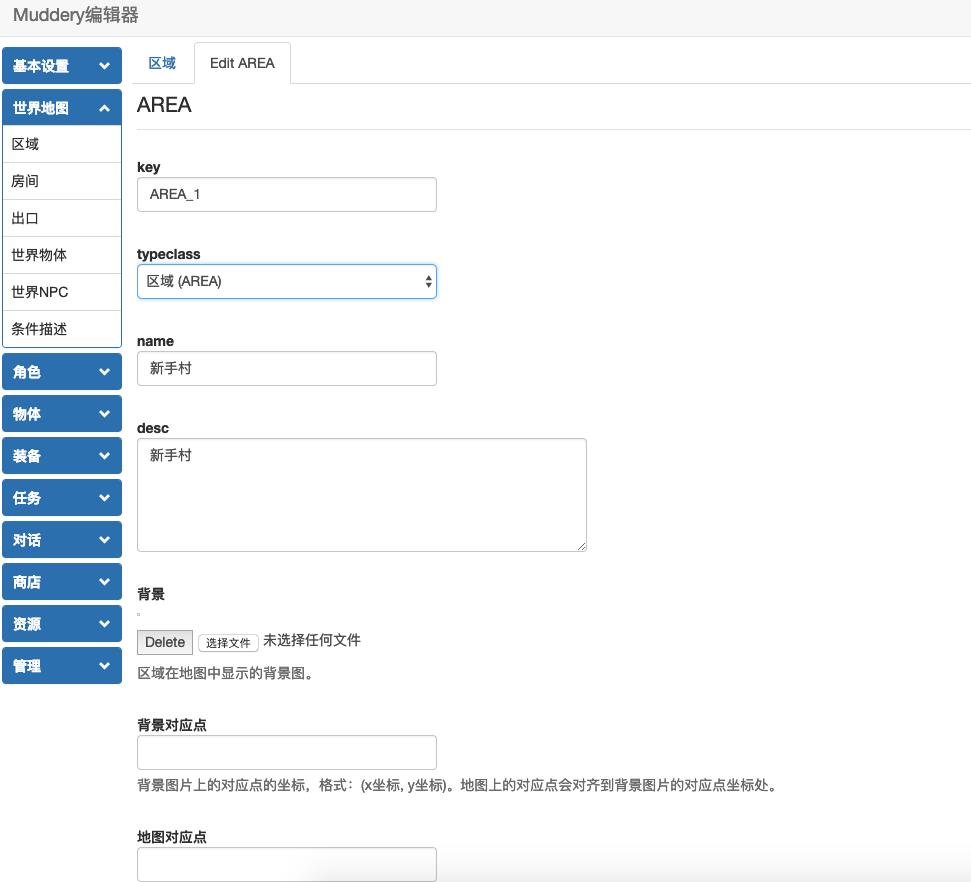 Muddery编辑器
基本设置
世界地图
区域
房间
出口
世界物体
世界NPC
条件描述
角色
物体
装备
任务
对话
商店
资源
管理
区域
Edit AREA
AREA
key
AREA_1
typeclass
区域 (AREA)
name
新手村
desc
新手村
背景
Delete 选择文件 未选择任何文件
区域在地图中显示的背景图。
背景对应点
背景图片上的对应点的坐标，格式：(x坐标, y坐标)。地图上的对应点会对齐到背景图片的对应点坐标处。
地图对应点